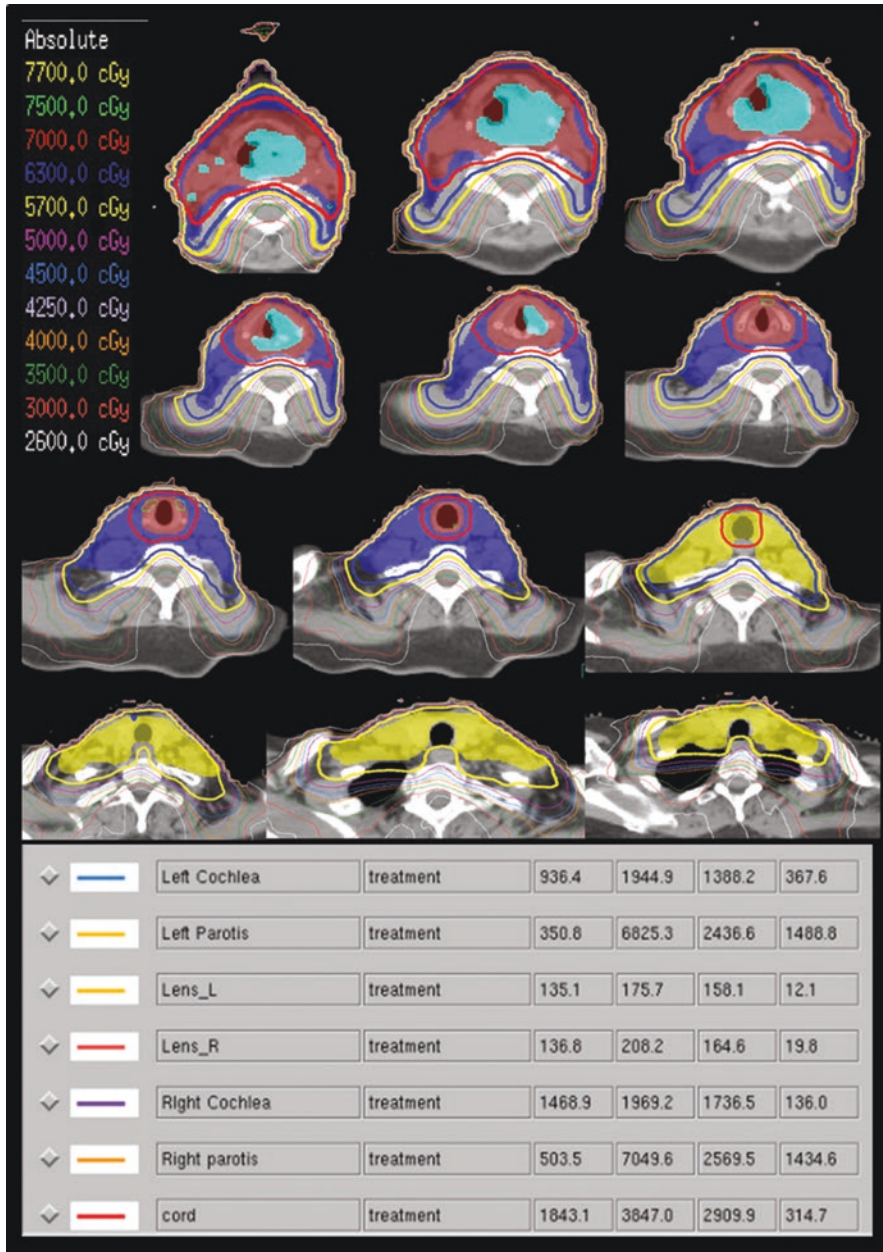 Absolute
7700.0 cGy
7500.0 cGy
7000.0 cGy
6300.0 cGy
5700.0 cGy
5000.0 cGy
4500.0 cGy
4250.0 cGy
4000.0 cGy
3500.0 cGy
3000.0 cGy
2600.0 cGy
Left Cochlea treatment 936.4 1944.9 1388.2 367.6
Left Parotis treatment 350.8 6825.3 2436.6 1488.8
Lens_L treatment 135.1 175.7 158.1 12.1
Lens_R treatment 136.8 208.2 164.6 19.8
RIght Cochlea treatment 1468.9 1969.2 1736.5 136.0
Right parotis treatment 503.5 7049.6 2569.5 1434.6
cord treatment 1843.1 3847.0 2909.9 314.7